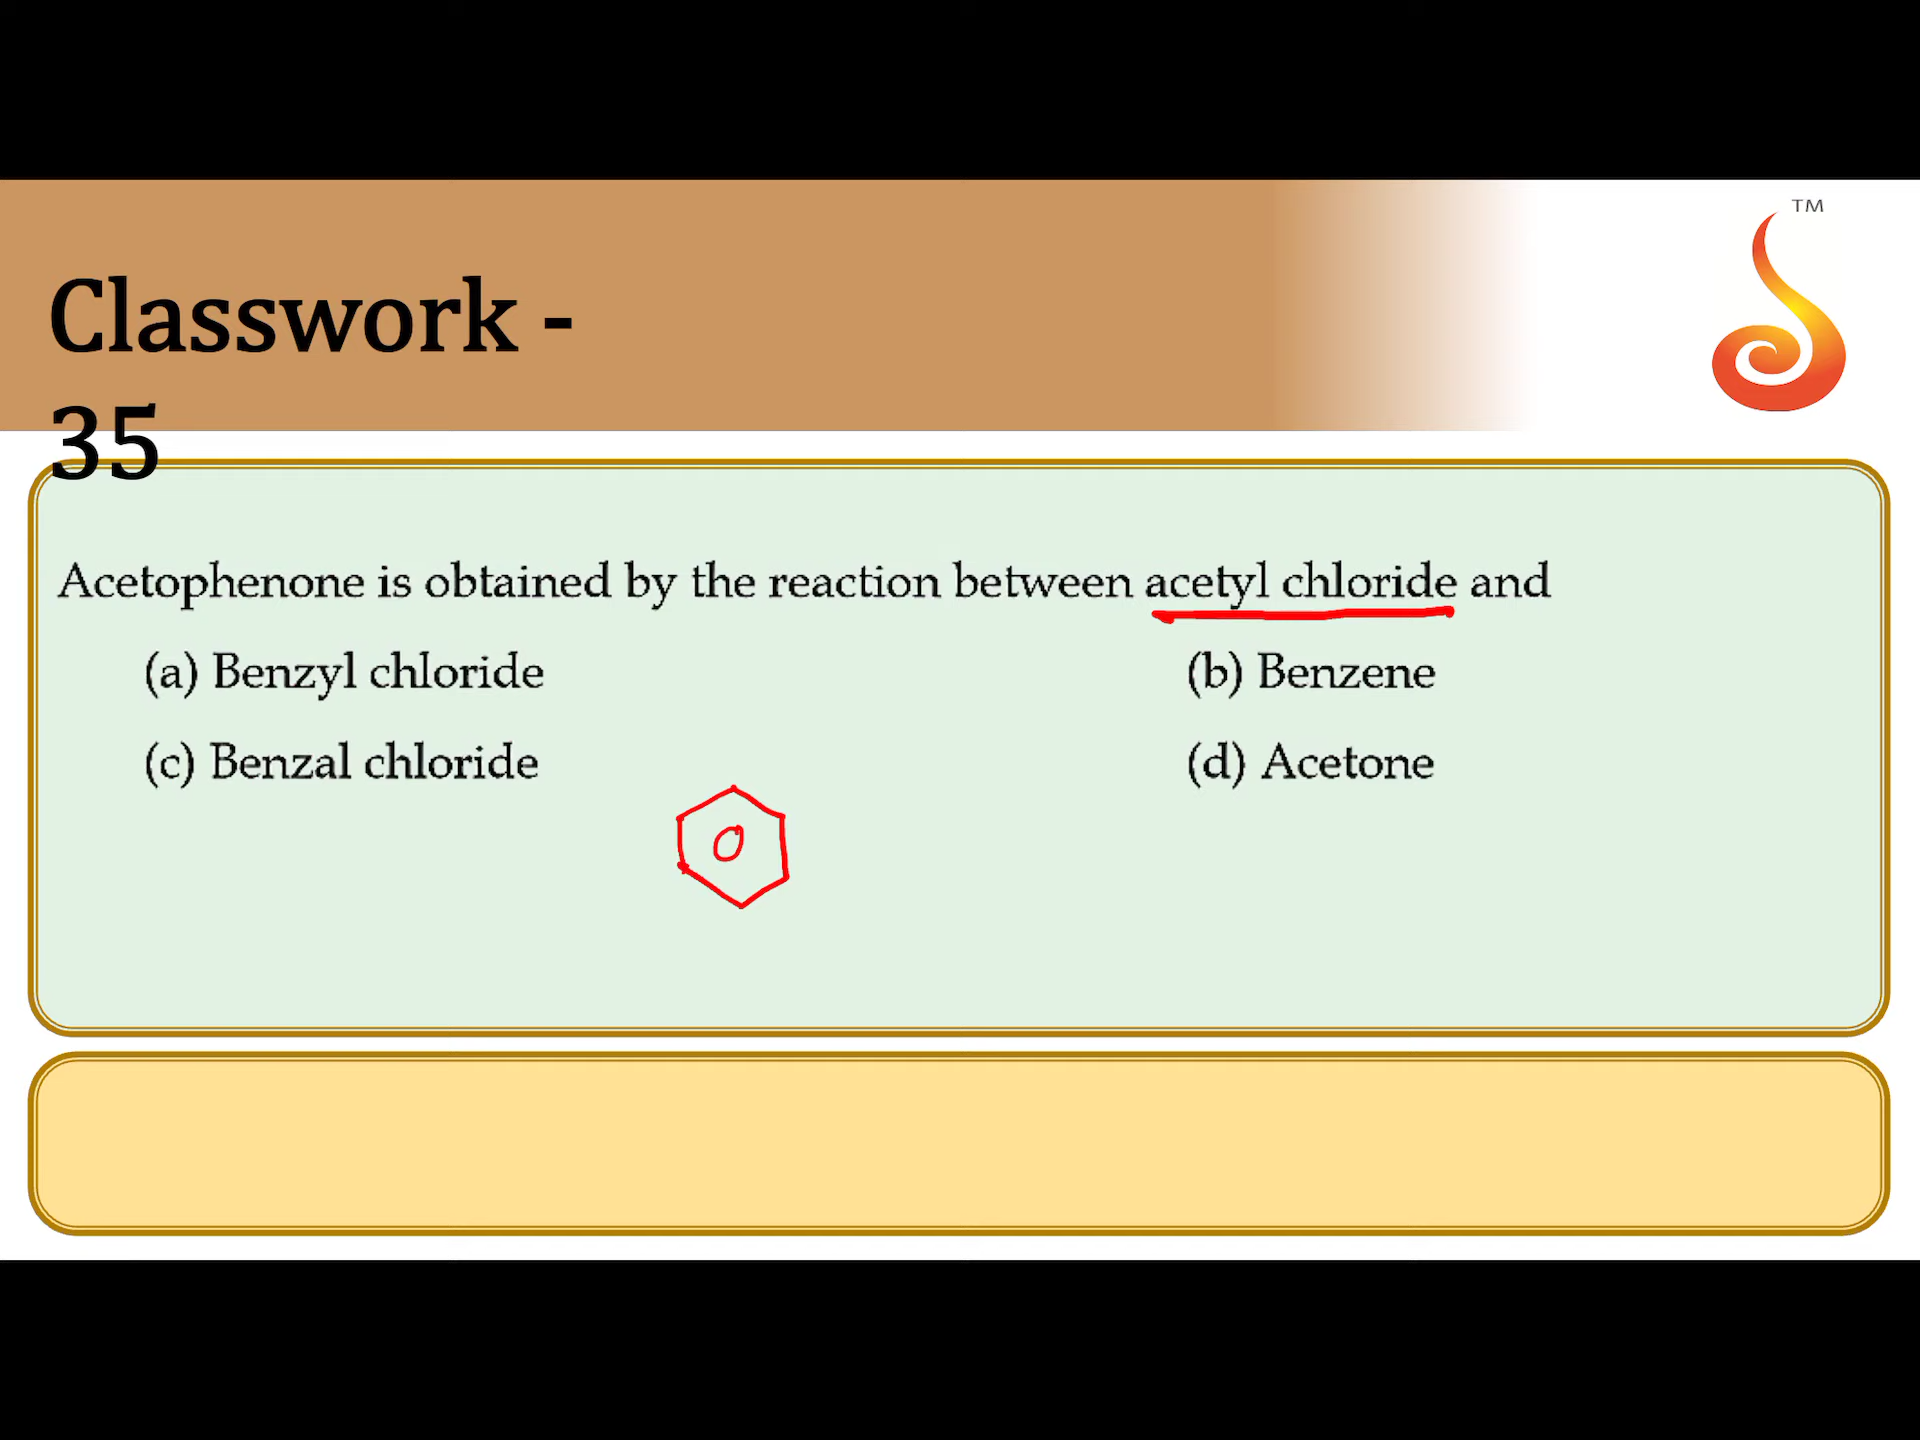 TM
Classwork -
35
Acetophenone is obtained by the reaction between acetyl chloride and
(a) Benzyl chloride (b) Benzene
(c) Benzal chloride (d) Acetone